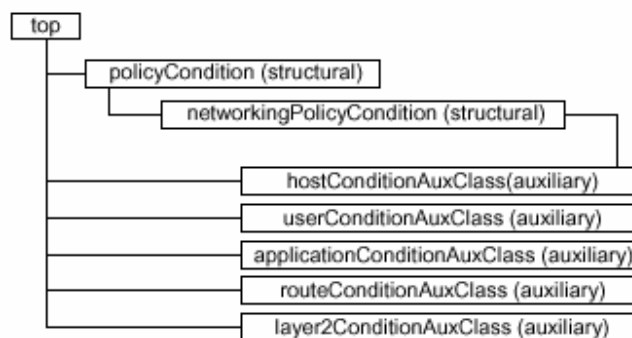 top
policyCondition (structural)
networkingPolicyCondition (structural)
hostConditionAuxClass(auxiliary)
userConditionAuxClass (auxiliary)
applicationConditionAuxClass (auxiliary)
routeConditionAuxClass (auxiliary)
layer2ConditionAuxClass (auxiliary)